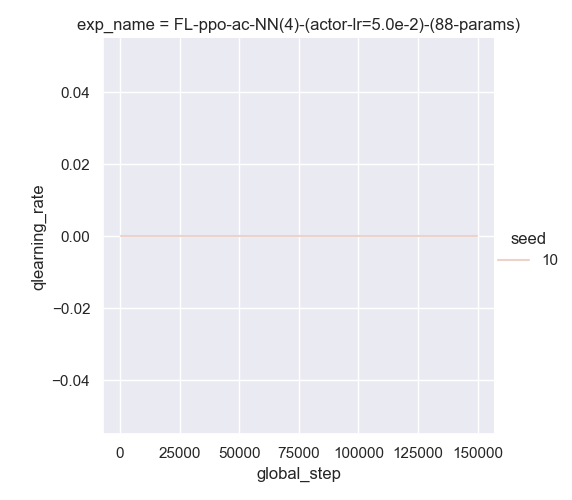 exp_name = FL-ppo-ac-NN(4)-(actor-lr=5.0e-2)-(88-params)
0.04
0.02
0.00
−0.02
−0.04
qlearning_rate
0 25000 50000 75000 100000 125000 150000
global_step
seed
10